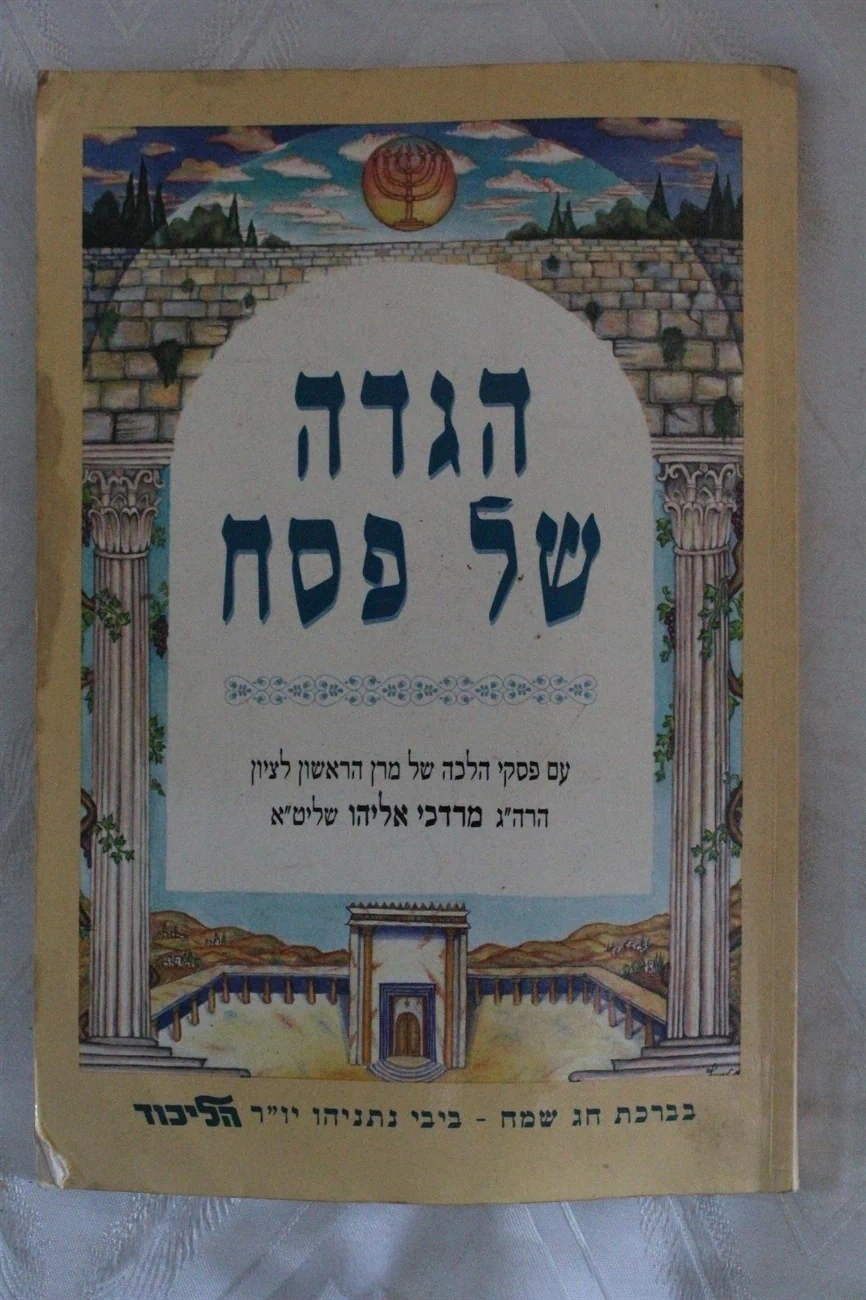 הגדה
של פסח
עם פסקי הלכה של מרן הראשון לציון
הרה"ג מרדכי אליהו שליט"א
בברכת חג שמח - ביבי נתניהו יו"ר הליכוד